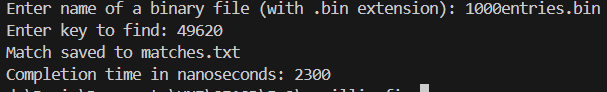 Enter name of a binary file (with .bin extension): 1000entries.bin
Enter key to find: 49620
Match saved to matches.txt
Completion time in nanoseconds: 2300